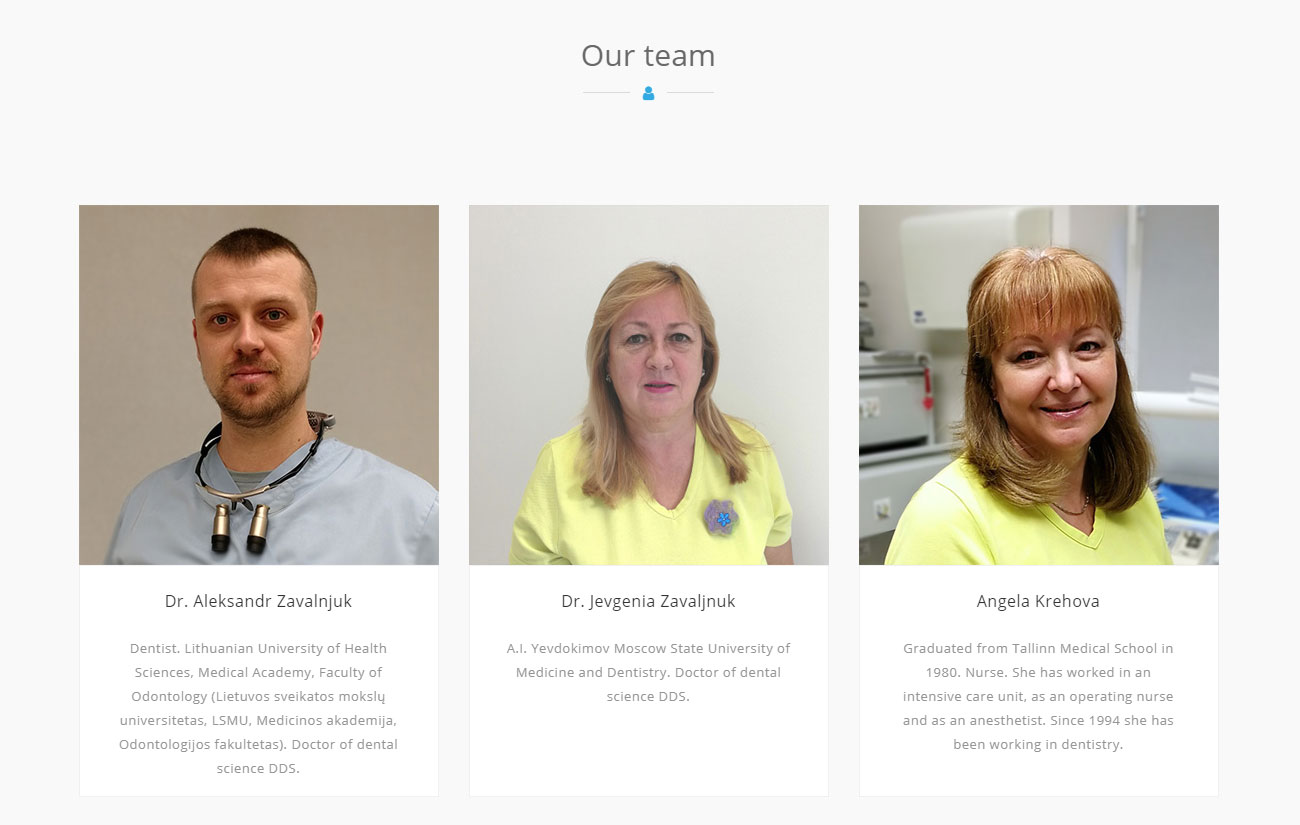 Our team
Dr. Aleksandr Zavalnjuk
Dentist. Lithuanian University of Health
Sciences, Medical Academy, Faculty of
Odontology (Lietuvos sveikatos mokslų
universitetas, LSMU, Medicinos akademija,
Odontologijos fakultetas). Doctor of dental
science DDS.
Dr. Jevgenia Zavaljnuk
A.I. Yevdokimov Moscow State University of
Medicine and Dentistry. Doctor of dental
science DDS.
Angela Krehova
Graduated from Tallinn Medical School in
1980. Nurse. She has worked in an
intensive care unit, as an operating nurse
and as an anesthetist. Since 1994 she has
been working in dentistry.